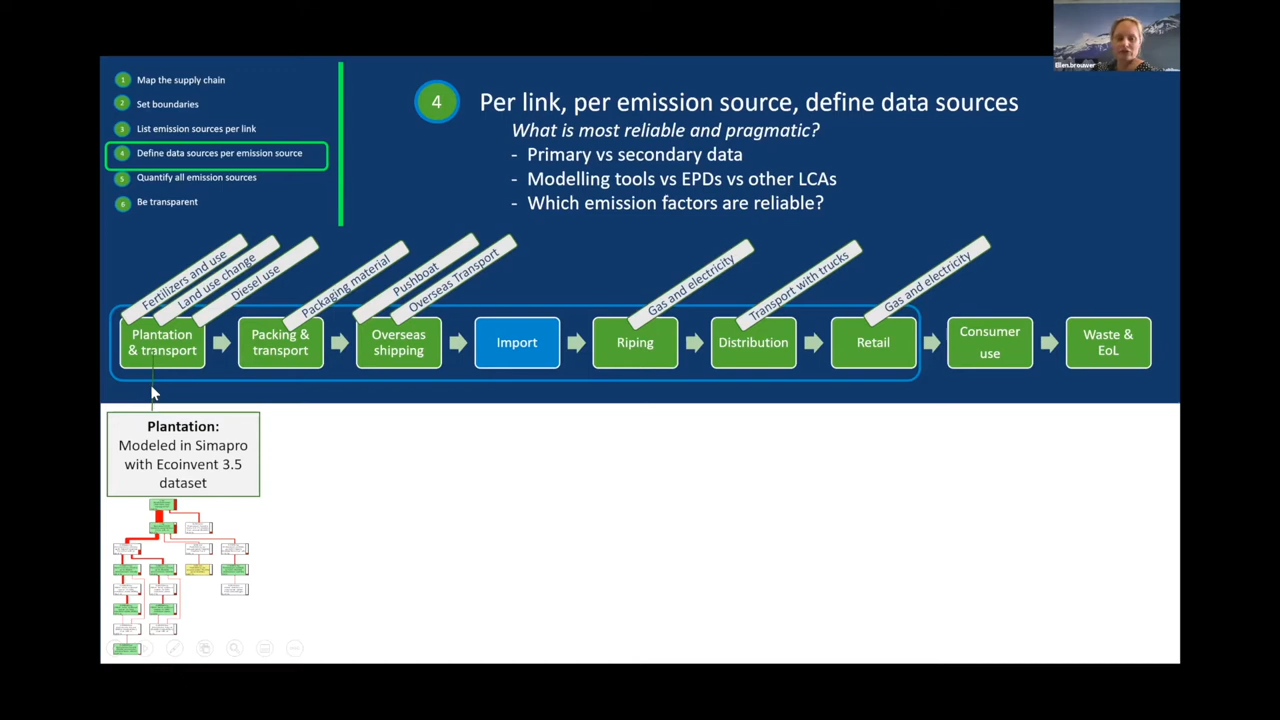 Ellen.brouwer
1 Map the supply chain
2 Set boundaries
3 List emission sources per link
4 Define data sources per emission source
5 Quantify all emission sources
6 Be transparent
4 Per link, per emission source, define data sources
What is most reliable and pragmatic?
- Primary vs secondary data
- Modelling tools vs EPDs vs other LCAs
- Which emission factors are reliable?
Fertilizers and use
Land use change
Diesel use
Packaging material
Pushboat
Overseas Transport
Gas and electricity
Transport with trucks
Gas and electricity
Plantation
& transport
Packing &
transport
Overseas
shipping
Import
Riping
Distribution
Retail
Consumer
use
Waste &
EoL
Plantation:
Modeled in Simapro
with Ecoinvent 3.5
dataset